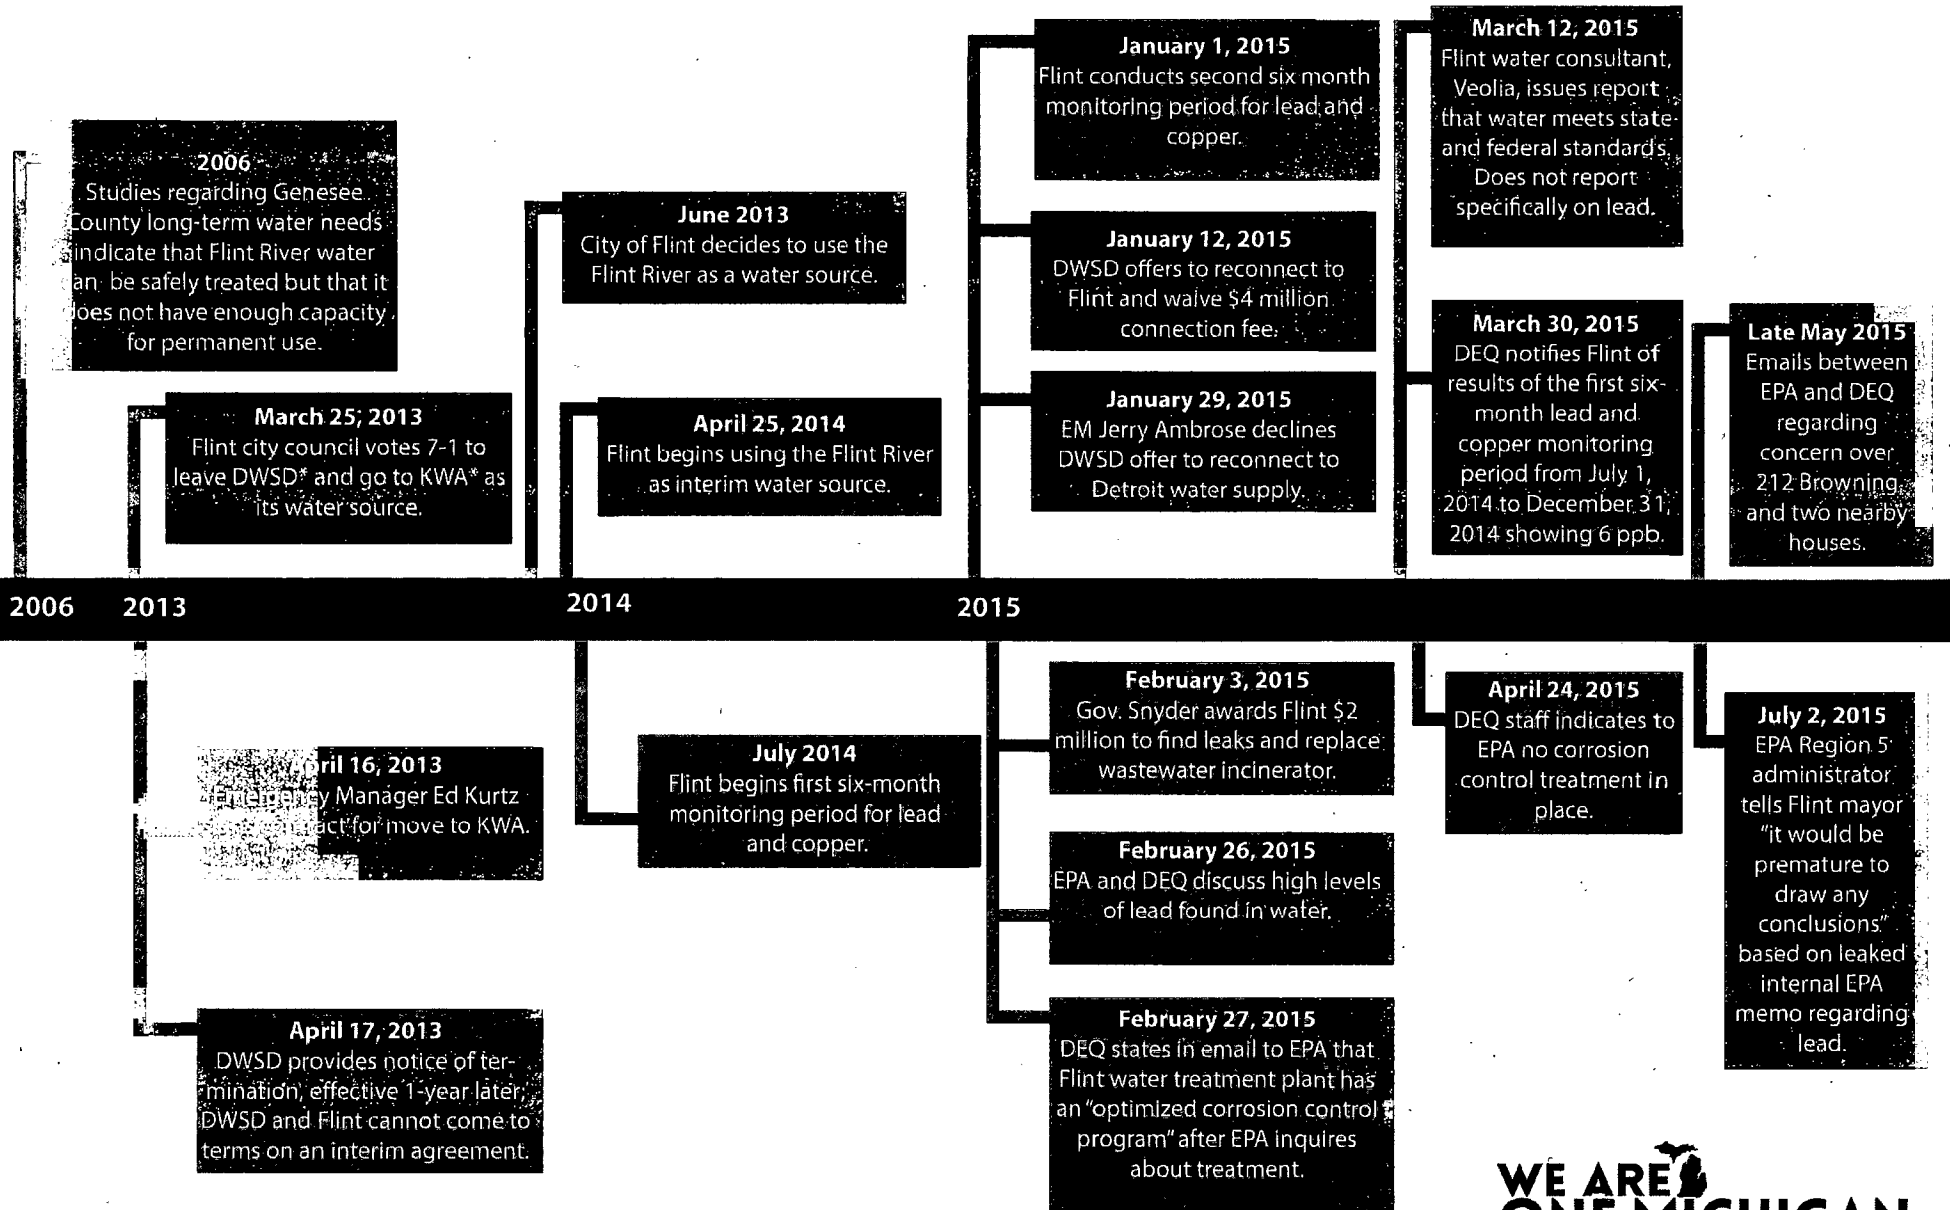 2006
Studies regarding Genesee
County long-term water needs
indicate that Flint River water
be safely treated but that it
does not have enough capacity
for permanent use.
March 25, 2013
Flint city council votes 7-1 to
leave DWSD* and go to KWA* as
its water source.
June 2013
City of Flint decides to use the
Flint River as a water source.
April 25, 2014
Flint begins using the Flint River
as interim water source.
January 1, 2015
Flint conducts second six month
monitoring period for lead and
copper.
January 12, 2015
DWSD offers to reconnect to
Flint and waive $4 million
connection fee.
January 29, 2015
EM Jerry Ambrose declines
DWSD offer to reconnect to
Detroit water supply.
March 12, 2015
Flint water consultant,
Veolia, issues report
that water meets state
and federal standards.
Does not report
specifically on lead.
March 30, 2015
DEQ notifies Flint of
results of the first six-
month lead and
copper monitoring
period from July 1,
2014 to December 31,
2014 showing 6 ppb.
Late May 2015
Emails between
EPA and DEQ
regarding
concern over
212 Browning
and two nearby
houses.
2006 2013 2014 2015
April 16, 2013
Emergency Manager Ed Kurtz
for move to KWA.
April 17, 2013
DWSD provides notice of ter-
mination, effective 1-year later;
DWSD and Flint cannot come to
terms on an interim agreement.
July 2014
Flint begins first six-month
monitoring period for lead
and copper.
February 3, 2015
Gov. Snyder awards Flint $2
million to find leaks and replace
wastewater incinerator.
February 26, 2015
EPA and DEQ discuss high levels
of lead found in water.
February 27, 2015
DEQ states in email to EPA that
Flint water treatment plant has
an "optimized corrosion control
program" after EPA inquires
about treatment.
April 24, 2015
DEQ staff indicates to
EPA no corrosion
control treatment in
place.
July 2, 2015
EPA Region 5
administrator
tells Flint mayor
"it would be
premature to
draw any
conclusions"
based on leaked
internal EPA
memo regarding
lead.
WE ARE
ONE MICHIGAN